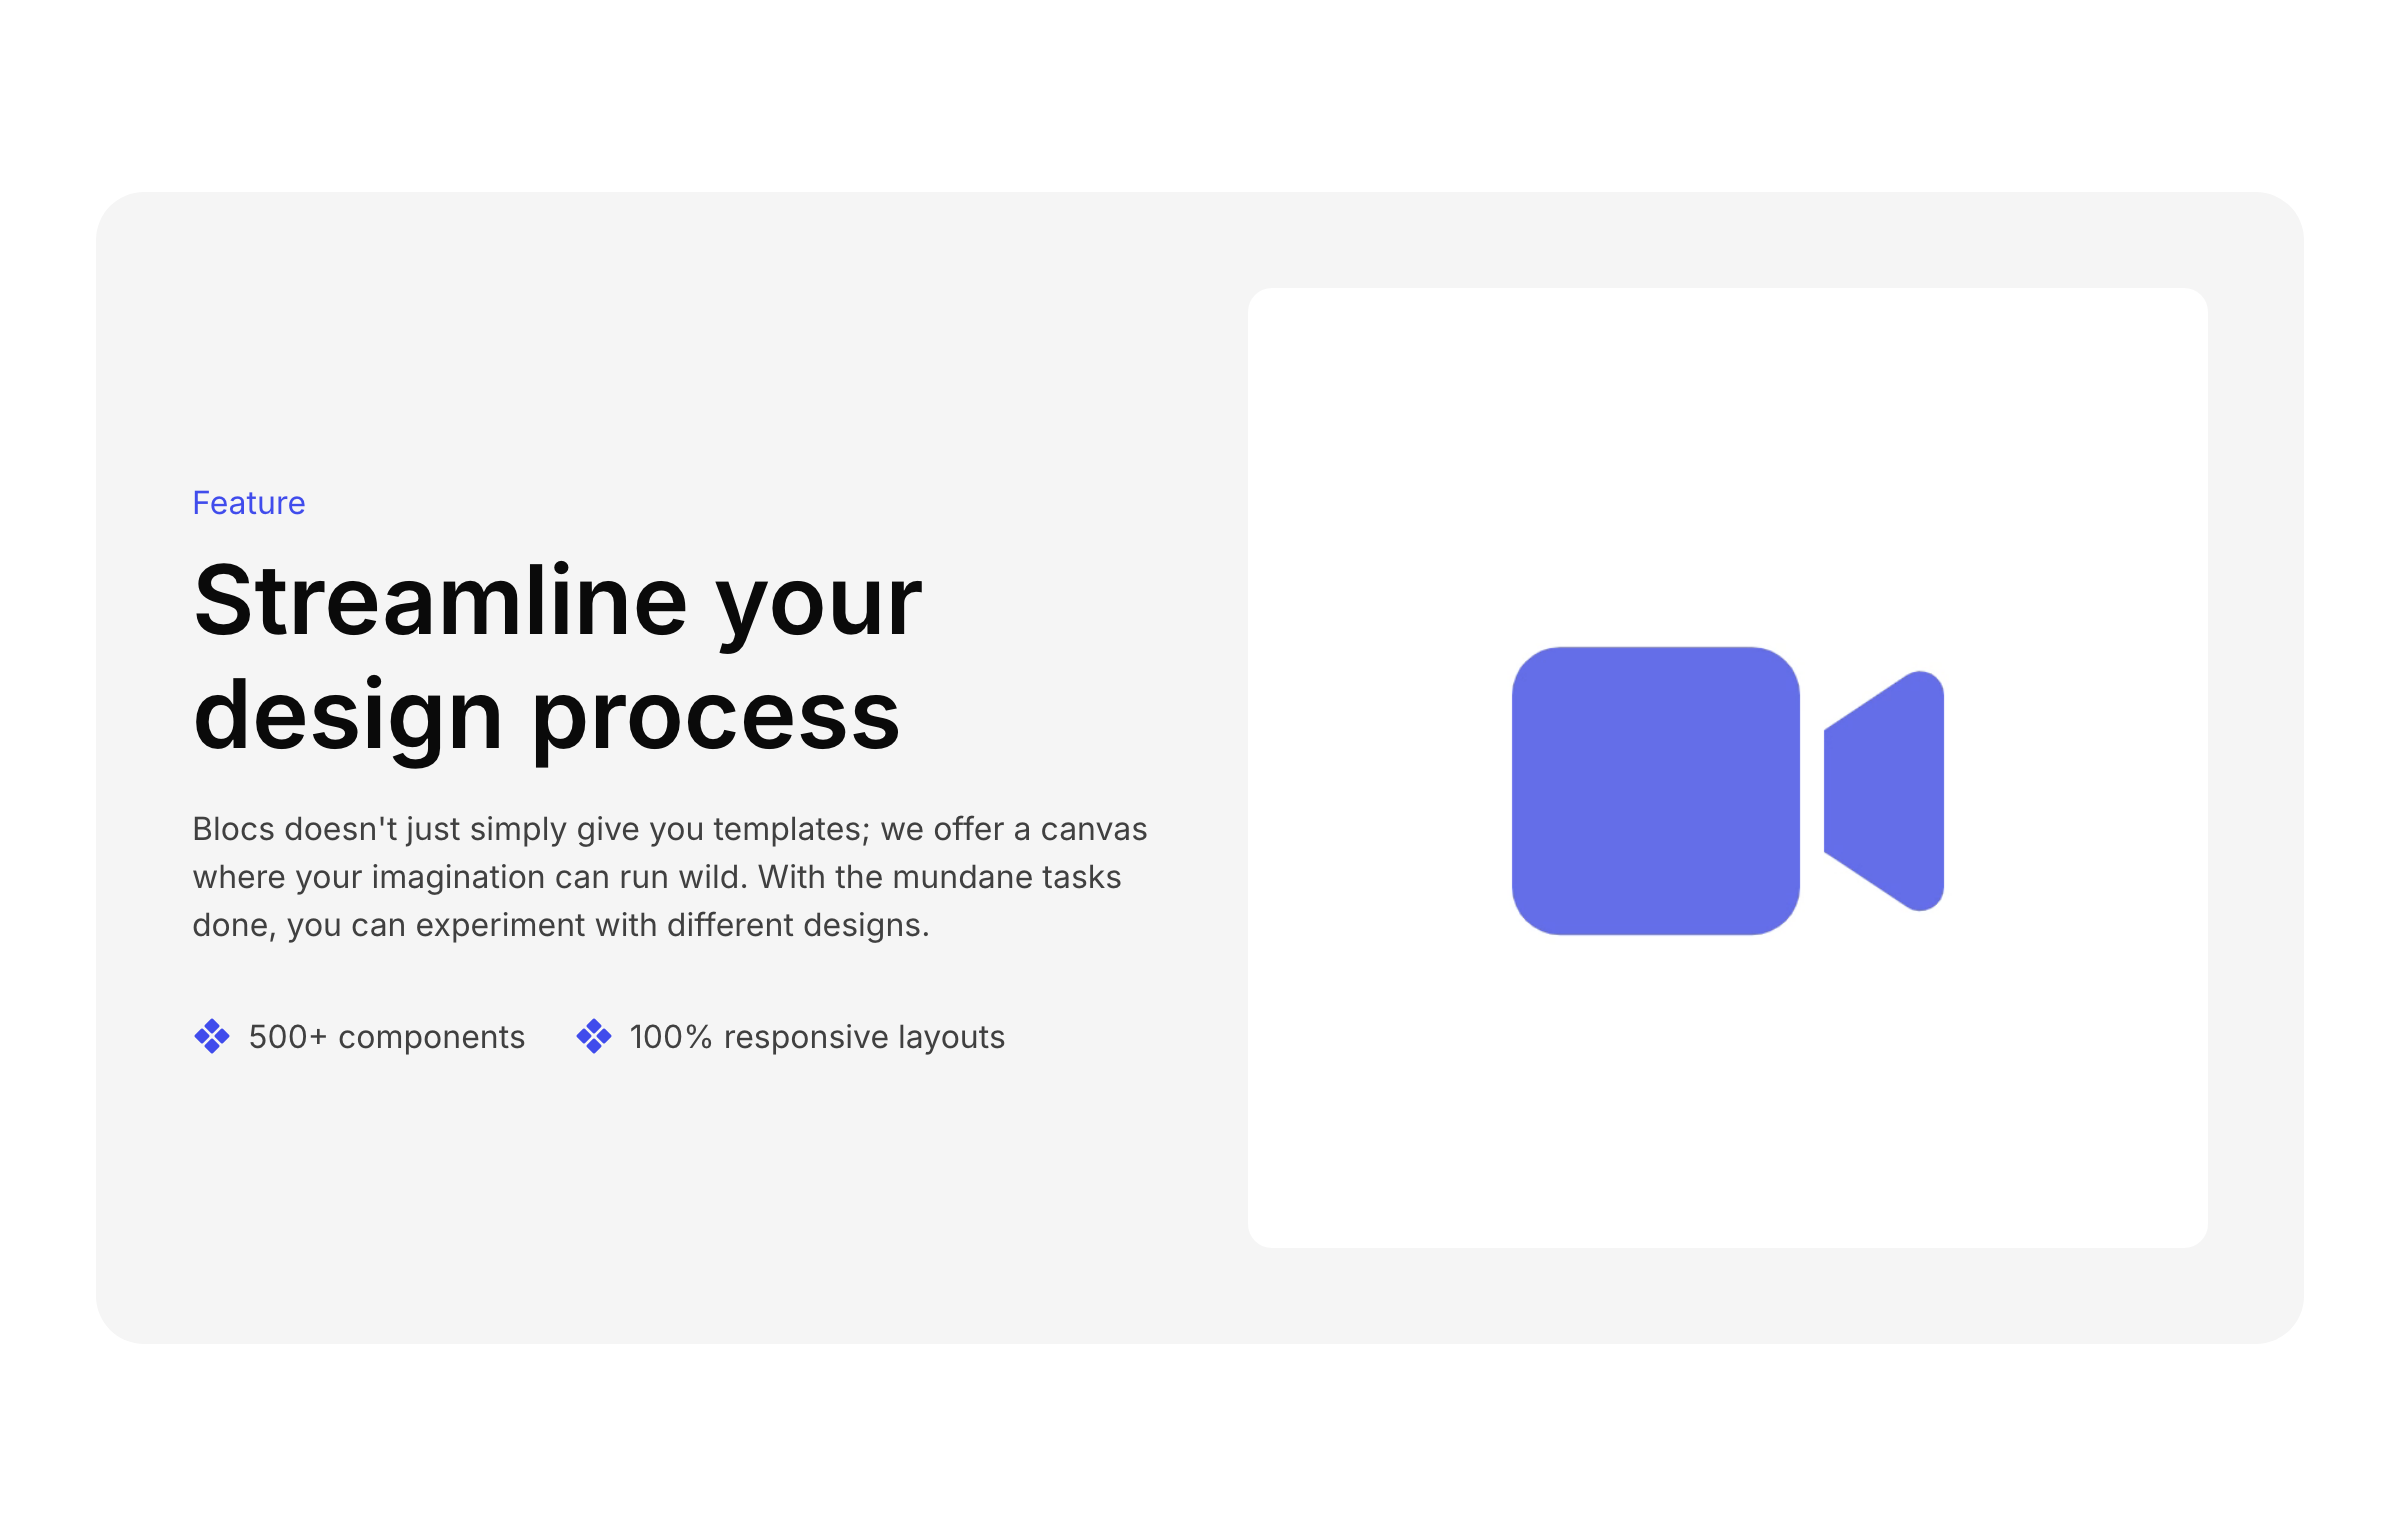 Feature
Streamline your
design process
Blocs doesn't just simply give you templates; we offer a canvas
where your imagination can run wild. With the mundane tasks
done, you can experiment with different designs.
500+ components
100% responsive layouts